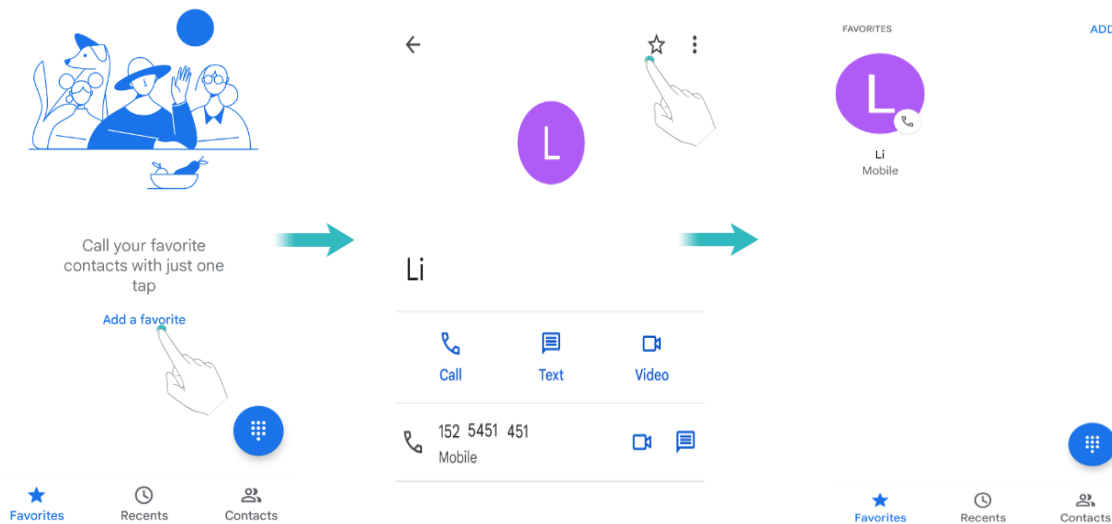 Call your favorite
contacts with just one
tap
Add a favorite
Favorites
Recents
Contacts
L
Li
Call
Text
Video
152 5451 451
Mobile
FAVORITES
ADD
L
Li
Mobile
Favorites
Recents
Contacts